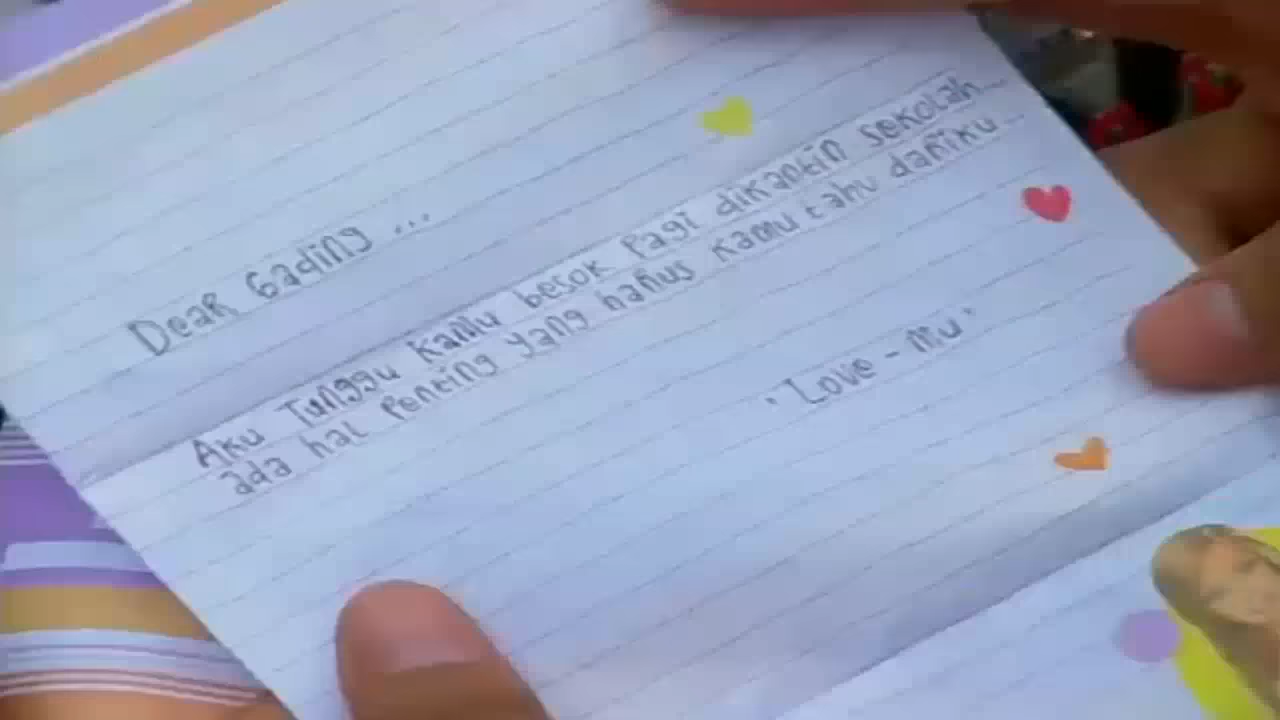 Dear Gading ...
Aku Tunggu kamu besok Pagi dikantin sekolah
ada hal Penting yang harus kamu tahu dariku
"Love - Mu"